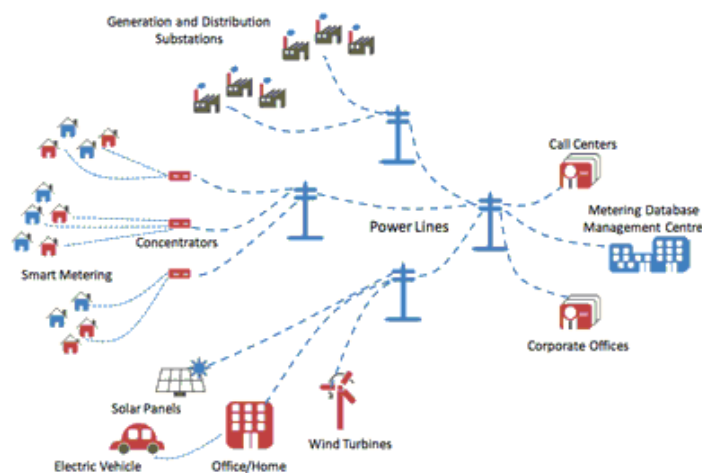 Generation and Distribution
Substations
Call Centers
Metering Database
Management Centre
Power Lines
Concentrators
Smart Metering
Corporate Offices
Solar Panels
Wind Turbines
Electric Vehicle
Office/Home